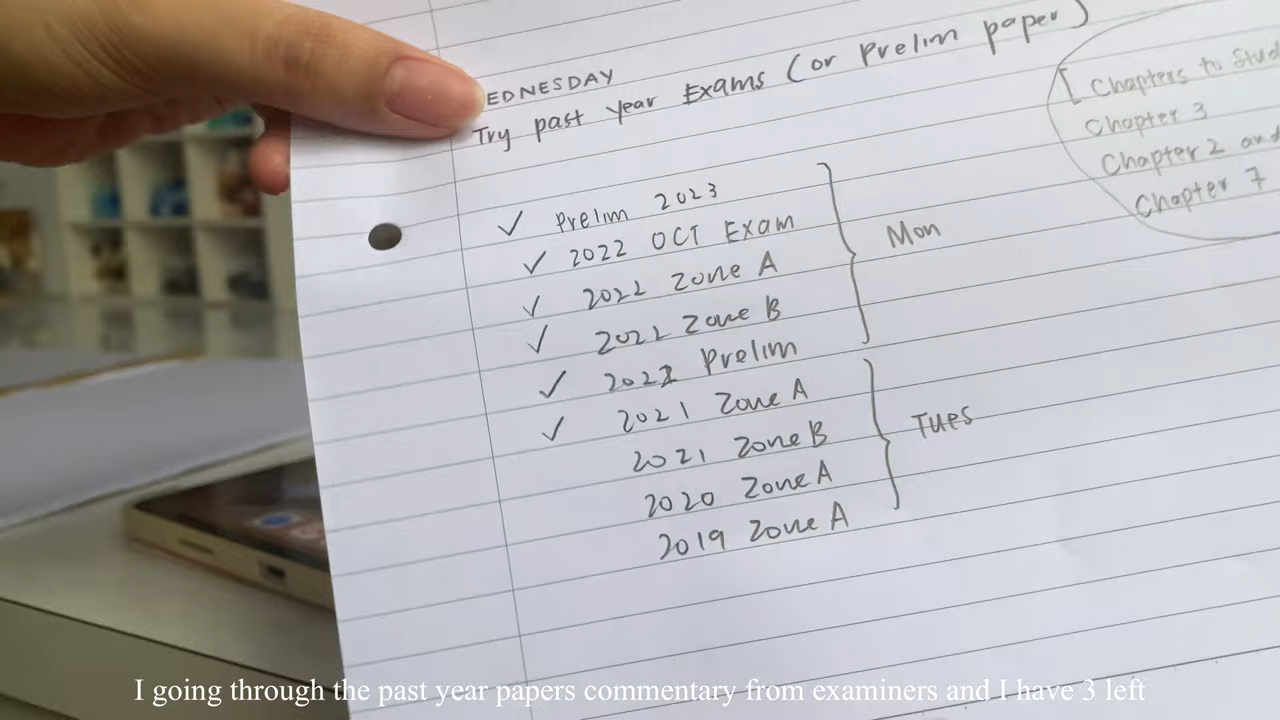 EDNESDAY
Try past year Exams (or Prelim paper)
[ Chapters to Stud
Chapter 3
Chapter 2 and
Chapter 7
✓ Prelim 2023
✓ 2022 OCT Exam
✓ 2022 Zone A
✓ 2022 Zone B
Mon
✓ 2022 Prelim
✓ 2021 Zone A
2021 Zone B
2020 Zone A
2019 Zone A
Tues
I going through the past year papers commentary from examiners and I have 3 left